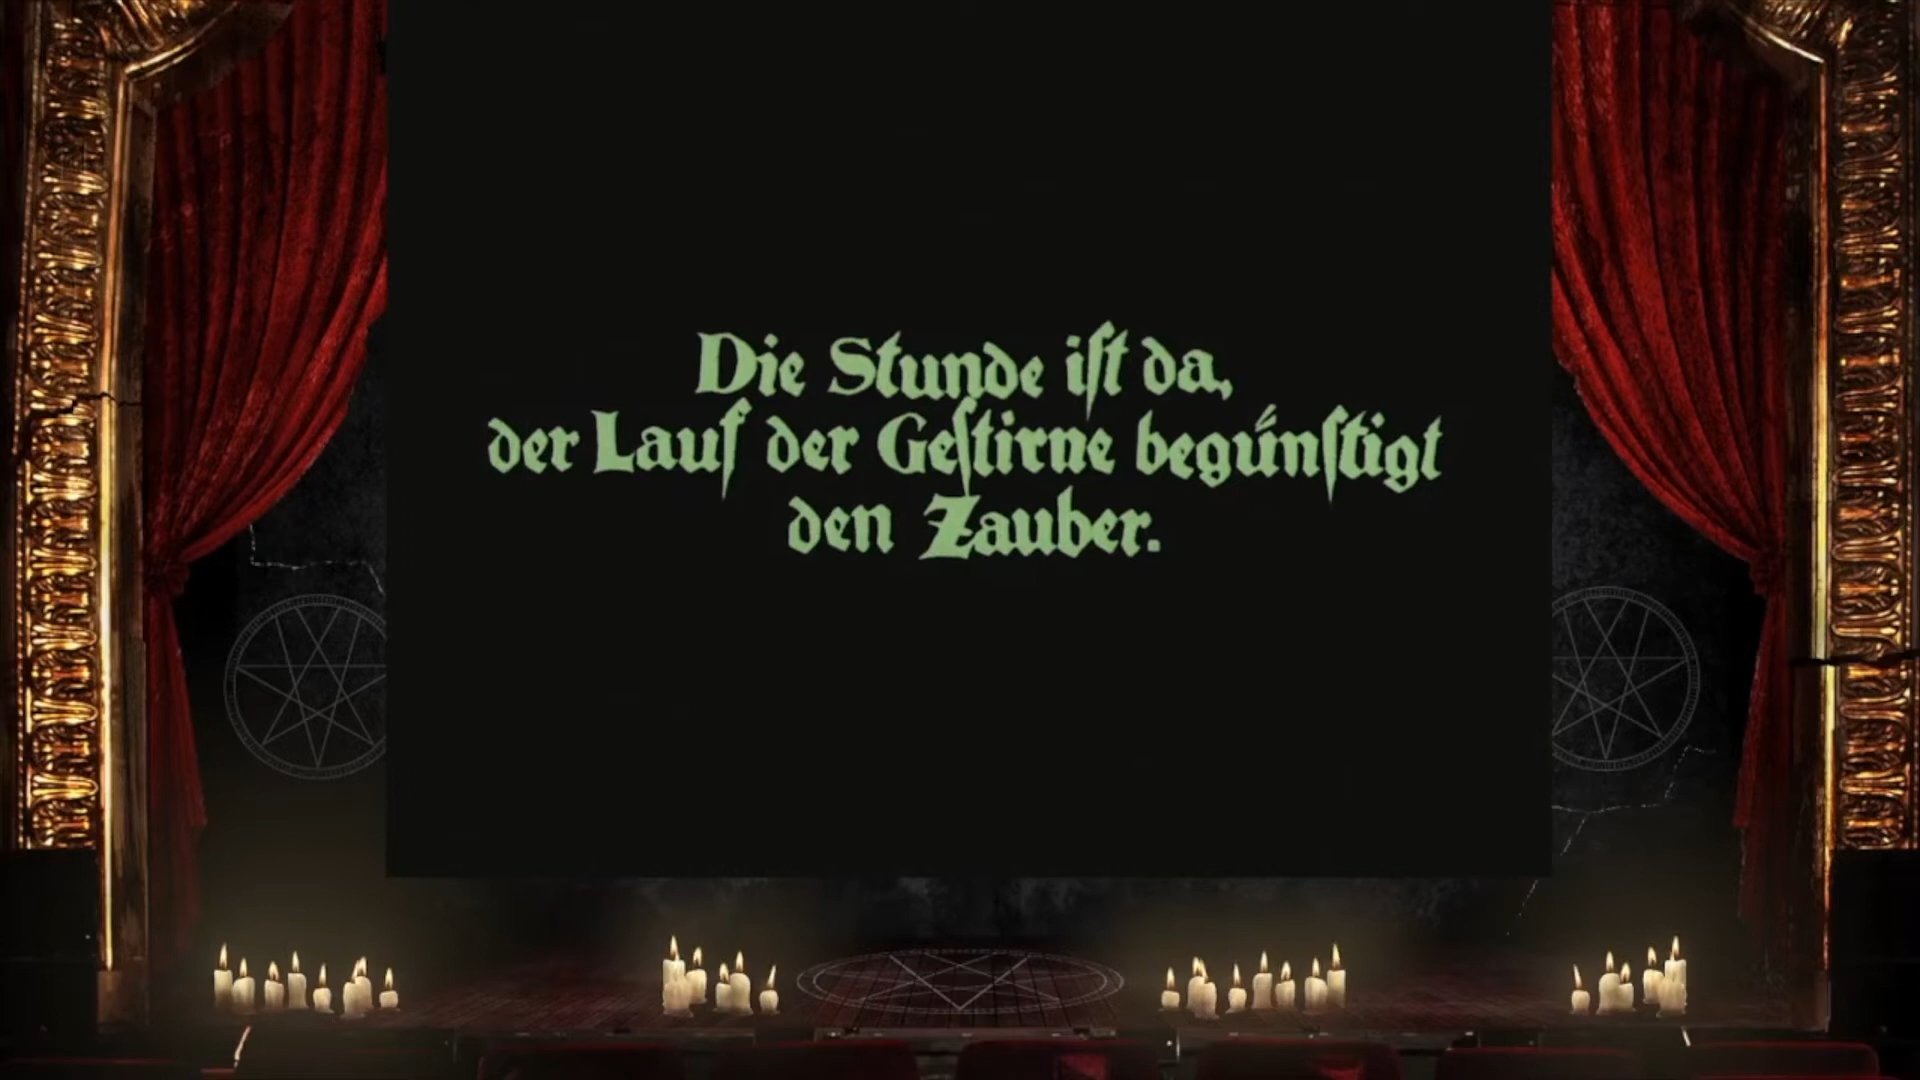 Die Stunde iſt da,
der Lauf der Geſtirne begünſtigt
den Zauber.